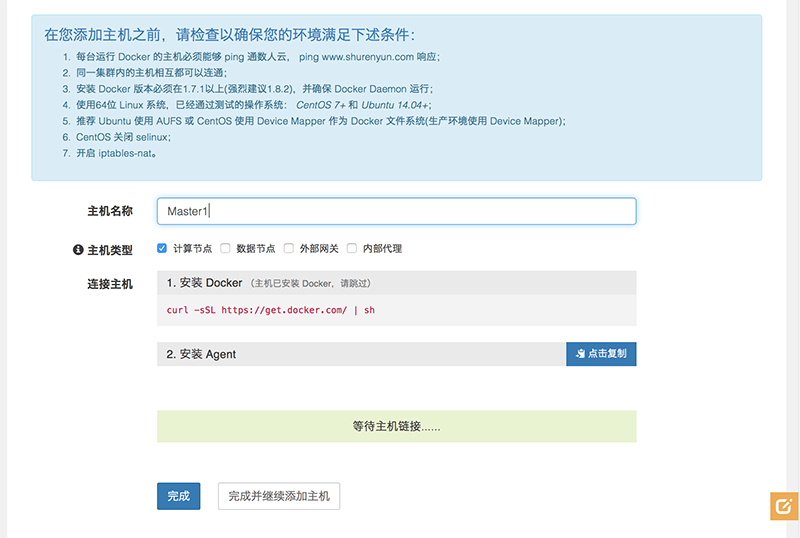 在您添加主机之前，请检查以确保您的环境满足下述条件：
1. 每台运行 Docker 的主机必须能够 ping 通数人云， ping www.shurenyun.com 响应；
2. 同一集群内的主机相互都可以连通；
3. 安装 Docker 版本必须在1.7.1以上(强烈建议1.8.2)，并确保 Docker Daemon 运行；
4. 使用64位 Linux 系统，已经通过测试的操作系统： CentOS 7+ 和 Ubuntu 14.04+；
5. 推荐 Ubuntu 使用 AUFS 或 CentOS 使用 Device Mapper 作为 Docker 文件系统(生产环境使用 Device Mapper)；
6. CentOS 关闭 selinux；
7. 开启 iptables-nat。
主机名称 Master1
主机类型 计算节点 数据节点 外部网关 内部代理
连接主机 1. 安装 Docker （主机已安装 Docker，请跳过）
curl -sSL https://get.docker.com/ | sh
2. 安装 Agent 点击复制
等待主机链接......
完成 完成并继续添加主机